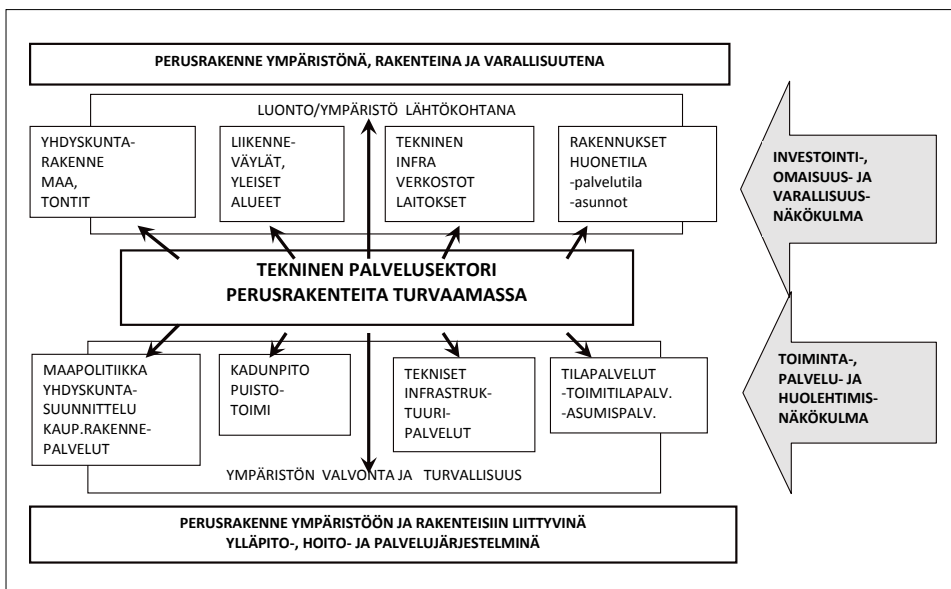 PERUSRAKENNE YMPÄRISTÖNÄ, RAKENTEINA JA VARALLISUUTENA
LUONTO/YMPÄRISTÖ LÄHTÖKOHTANA
YHDYSKUNTA-
RAKENNE
MAA,
TONTIT
LIIKENNE-
VÄYLÄT,
YLEISET
ALUEET
TEKNINEN
INFRA
VERKOSTOT
LAITOKSET
RAKENNUKSET
HUONETILA
-palvelutila
-asunnot
INVESTOINTI-,
OMAISUUS- JA
VARALLISUUS-
NÄKÖKULMA
TEKNINEN PALVELUSEKTORI
PERUSRAKENTEITA TURVAAMASSA
MAAPOLITIIKKA
YHDYSKUNTA-
SUUNNITTELU
KAUP.RAKENNE-
PALVELUT
KADUNPITO
PUISTO-
TOIMI
TEKNISET
INFRASTRUK-
TUURI-
PALVELUT
TILAPALVELUT
-TOIMITILAPALV.
-ASUMISPALV.
TOIMINTA-,
PALVELU- JA
HUOLEHTIMIS-
NÄKÖKULMA
YMPÄRISTÖN VALVONTA JA TURVALLISUUS
PERUSRAKENNE YMPÄRISTÖÖN JA RAKENTEISIIN LIITTYVINÄ
YLLÄPITO-, HOITO- JA PALVELUJÄRJESTELMINÄ